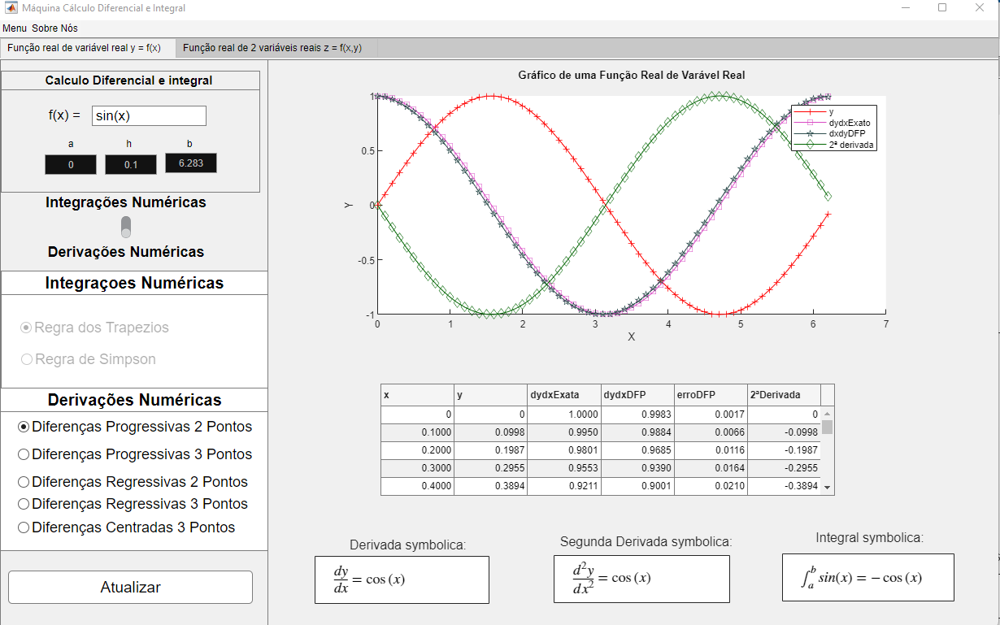 Máquina Cálculo Diferencial e Integral
Menu Sobre Nós
Função real de variável real y = f(x) Função real de 2 variáveis reais z = f(x,y)
Calculo Diferencial e integral
f(x) = sin(x)
a h b
0 0.1 6.283
Integrações Numéricas
Derivações Numéricas
Integraçoes Numéricas
Regra dos Trapezios
Regra de Simpson
Derivações Numéricas
Diferenças Progressivas 2 Pontos
Diferenças Progressivas 3 Pontos
Diferenças Regressivas 2 Pontos
Diferenças Regressivas 3 Pontos
Diferenças Centradas 3 Pontos
Atualizar
Gráfico de uma Função Real de Varável Real
1
0.5
0
-0.5
-1
Y
0 1 2 3 4 5 6 7
X
y
dydxExato
dxdyDFP
2ª derivada
x y dydxExata dydxDFP erroDFP 2ªDerivada
0 0 1.0000 0.9983 0.0017 0
0.1000 0.0998 0.9950 0.9884 0.0066 -0.0998
0.2000 0.1987 0.9801 0.9685 0.0116 -0.1987
0.3000 0.2955 0.9553 0.9390 0.0164 -0.2955
0.4000 0.3894 0.9211 0.9001 0.0210 -0.3894
Derivada symbolica:
dy/dx = cos (x)
Segunda Derivada symbolica:
d²y/dx² = cos (x)
Integral symbolica:
∫ₐᵇ sin(x) = − cos (x)